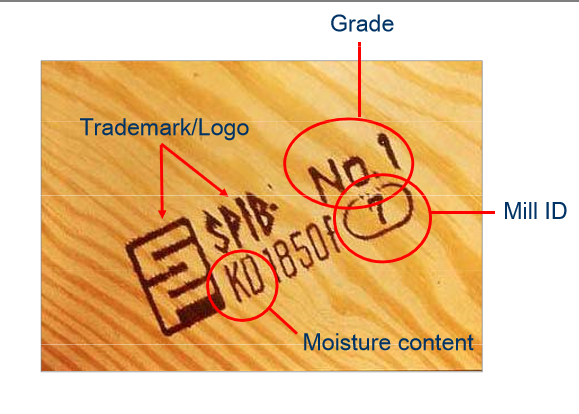 Grade
Trademark/Logo
No.1
Mill ID
SPIB·
7
KD 1850f
Moisture content